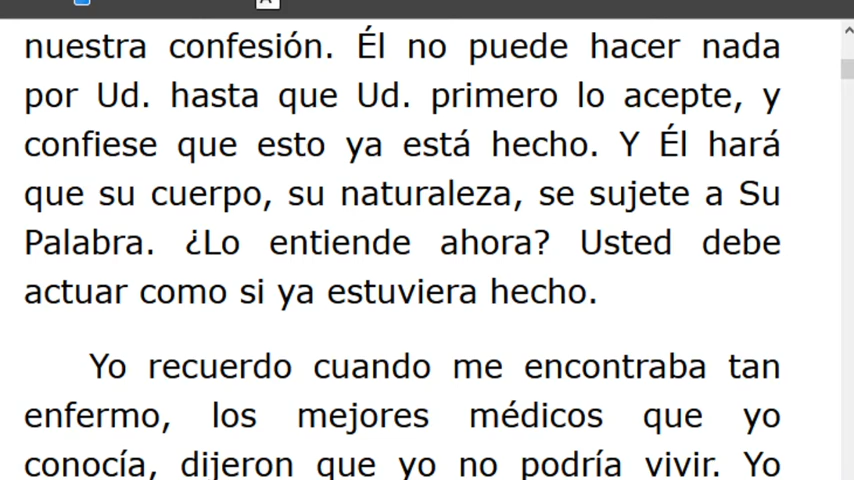 nuestra confesión. Él no puede hacer nada
por Ud. hasta que Ud. primero lo acepte, y
confiese que esto ya está hecho. Y Él hará
que su cuerpo, su naturaleza, se sujete a Su
Palabra. ¿Lo entiende ahora? Usted debe
actuar como si ya estuviera hecho.
Yo recuerdo cuando me encontraba tan
enfermo, los mejores médicos que yo
conocía, dijeron que yo no podría vivir. Yo